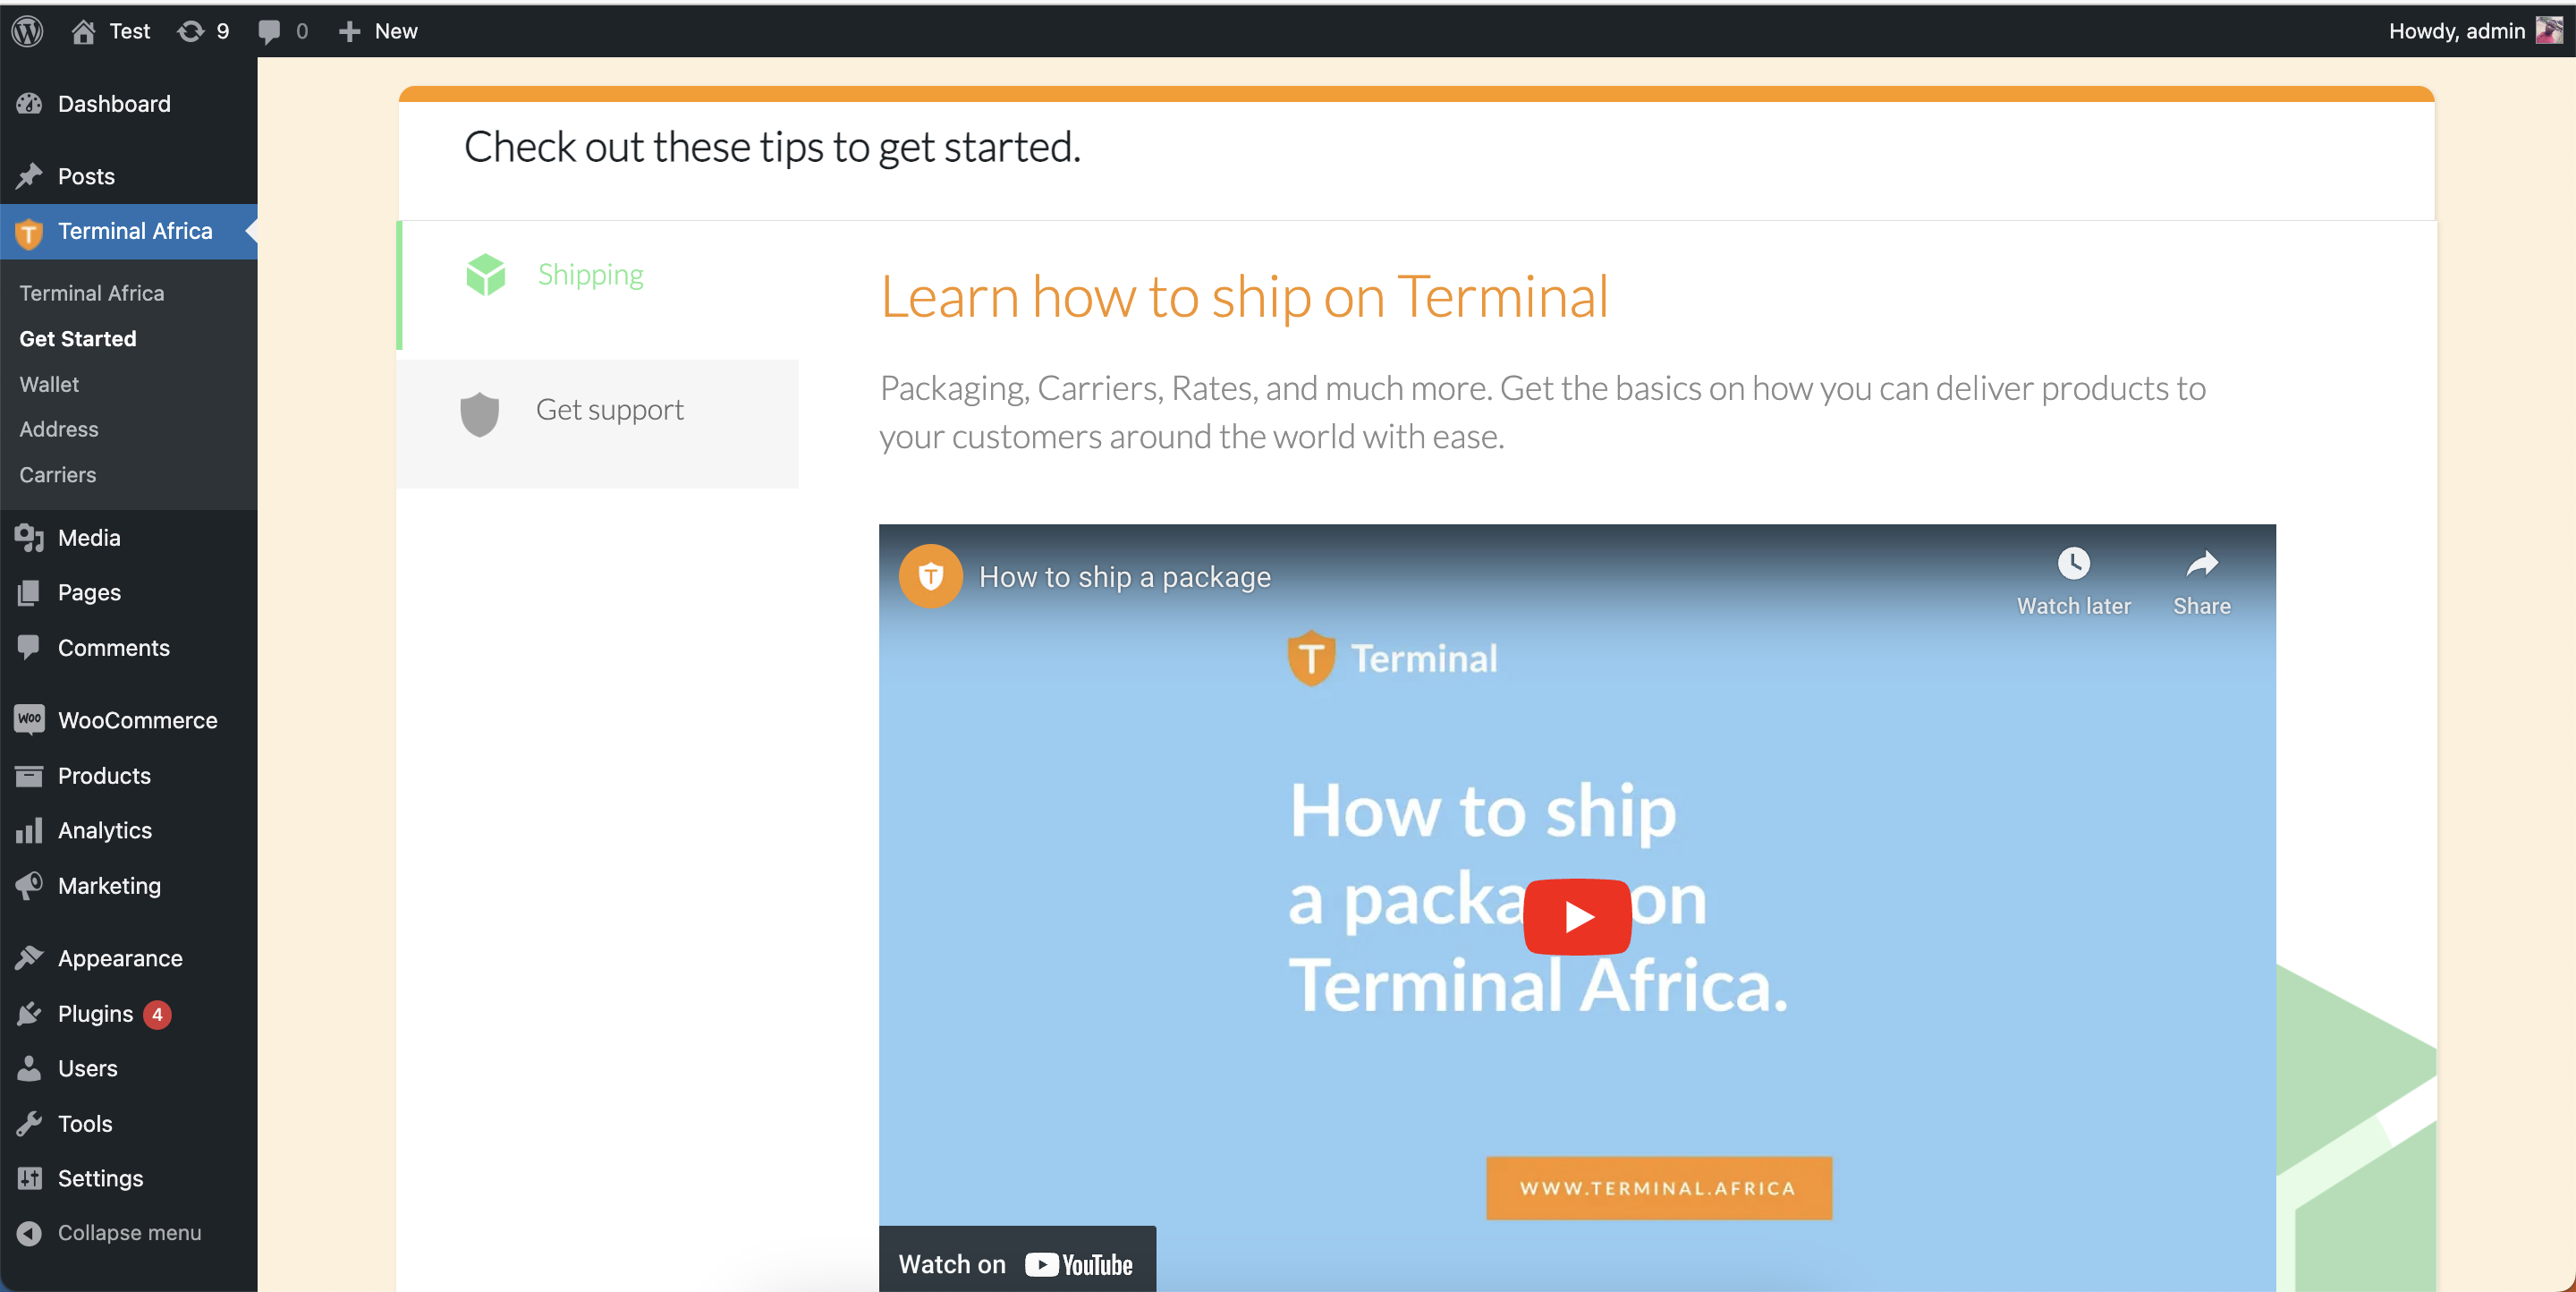 Test 9 0 New
Howdy, admin
Dashboard
Posts
Terminal Africa
Terminal Africa
Get Started
Wallet
Address
Carriers
Media
Pages
Comments
Woo WooCommerce
Products
Analytics
Marketing
Appearance
Plugins 4
Users
Tools
Settings
Collapse menu
Check out these tips to get started.
Shipping
Get support
Learn how to ship on Terminal
Packaging, Carriers, Rates, and much more. Get the basics on how you can deliver products to
your customers around the world with ease.
How to ship a package
Watch later
Share
T Terminal
How to ship
a packa on
Terminal Africa.
WWW.TERMINAL.AFRICA
Watch on YouTube